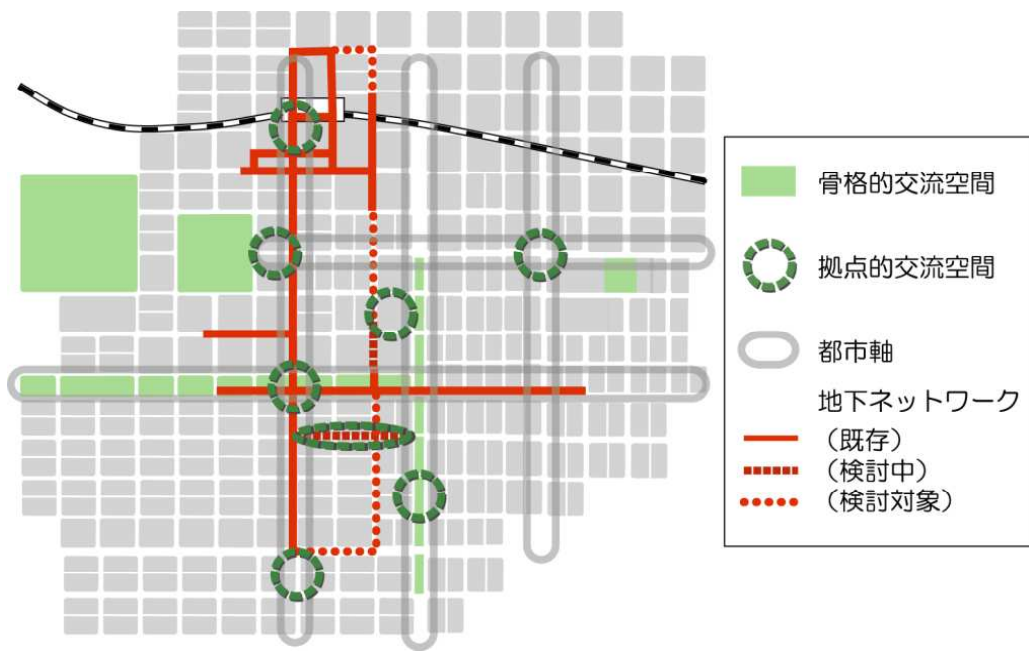 骨格的交流空間
拠点的交流空間
都市軸
地下ネットワーク
（既存）
（検討中）
（検討対象）